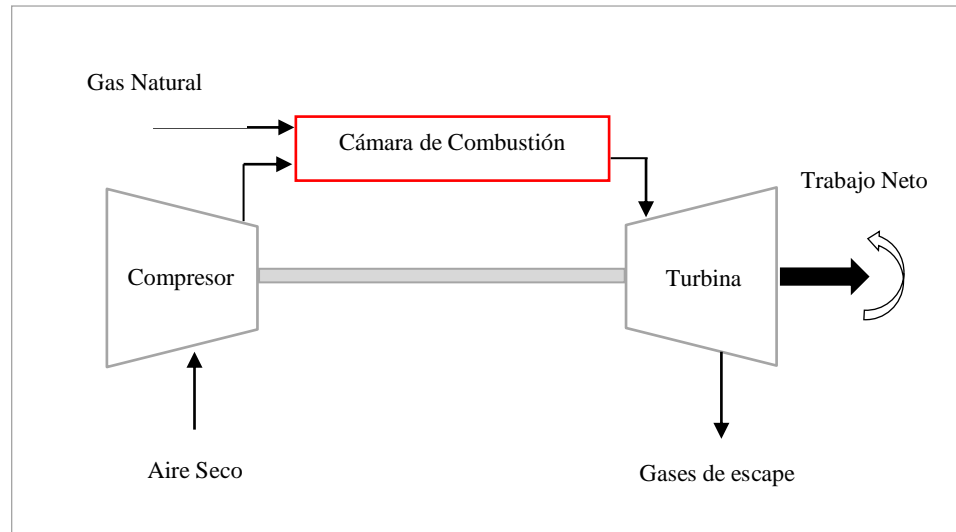 Gas Natural
Cámara de Combustión
Trabajo Neto
Compresor
Turbina
Aire Seco
Gases de escape